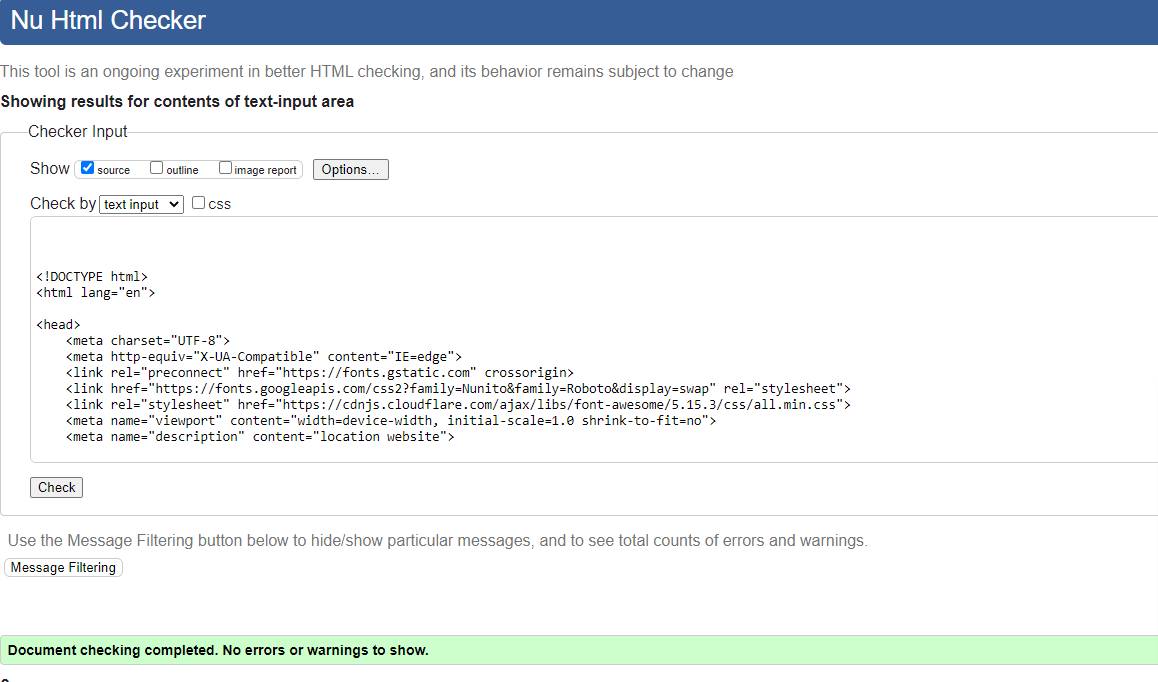 Nu Html Checker
This tool is an ongoing experiment in better HTML checking, and its behavior remains subject to change
Showing results for contents of text-input area
Checker Input
Show source outline image report Options...
Check by text input css
<!DOCTYPE html>
<html lang="en">
<head>
<meta charset="UTF-8">
<meta http-equiv="X-UA-Compatible" content="IE=edge">
<link rel="preconnect" href="https://fonts.gstatic.com" crossorigin>
<link href="https://fonts.googleapis.com/css2?family=Nunito&family=Roboto&display=swap" rel="stylesheet">
<link rel="stylesheet" href="https://cdnjs.cloudflare.com/ajax/libs/font-awesome/5.15.3/css/all.min.css">
<meta name="viewport" content="width=device-width, initial-scale=1.0 shrink-to-fit=no">
<meta name="description" content="location website">
Check
Use the Message Filtering button below to hide/show particular messages, and to see total counts of errors and warnings.
Message Filtering
Document checking completed. No errors or warnings to show.